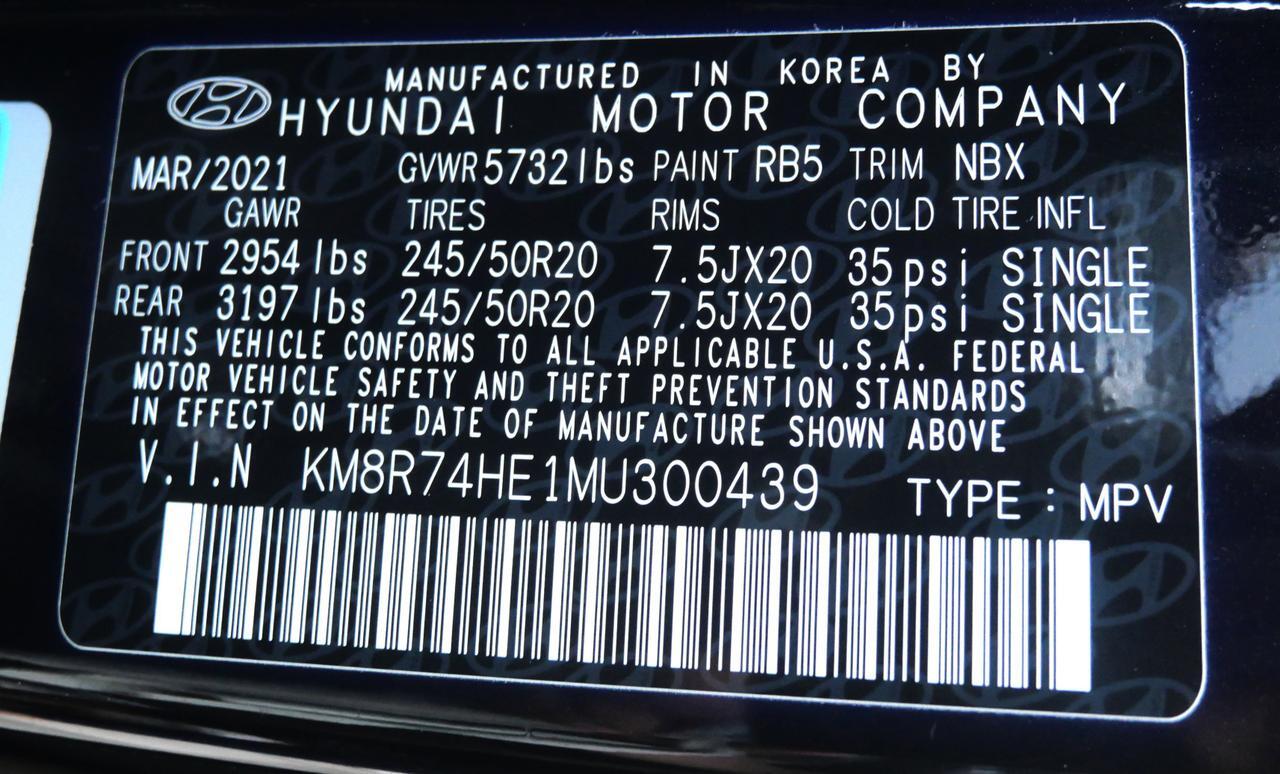 MANUFACTURED IN KOREA BY
HYUNDAI MOTOR COMPANY
MAR/2021 GVWR 5732 lbs PAINT RB5 TRIM NBX
GAWR TIRES RIMS COLD TIRE INFL
FRONT 2954 lbs 245/50R20 7.5JX20 35psi SINGLE
REAR 3197 lbs 245/50R20 7.5JX20 35psi SINGLE
THIS VEHICLE CONFORMS TO ALL APPLICABLE U.S.A. FEDERAL
MOTOR VEHICLE SAFETY AND THEFT PREVENTION STANDARDS
IN EFFECT ON THE DATE OF MANUFACTURE SHOWN ABOVE
V.I.N KM8R74HE1MU300439 TYPE : MPV